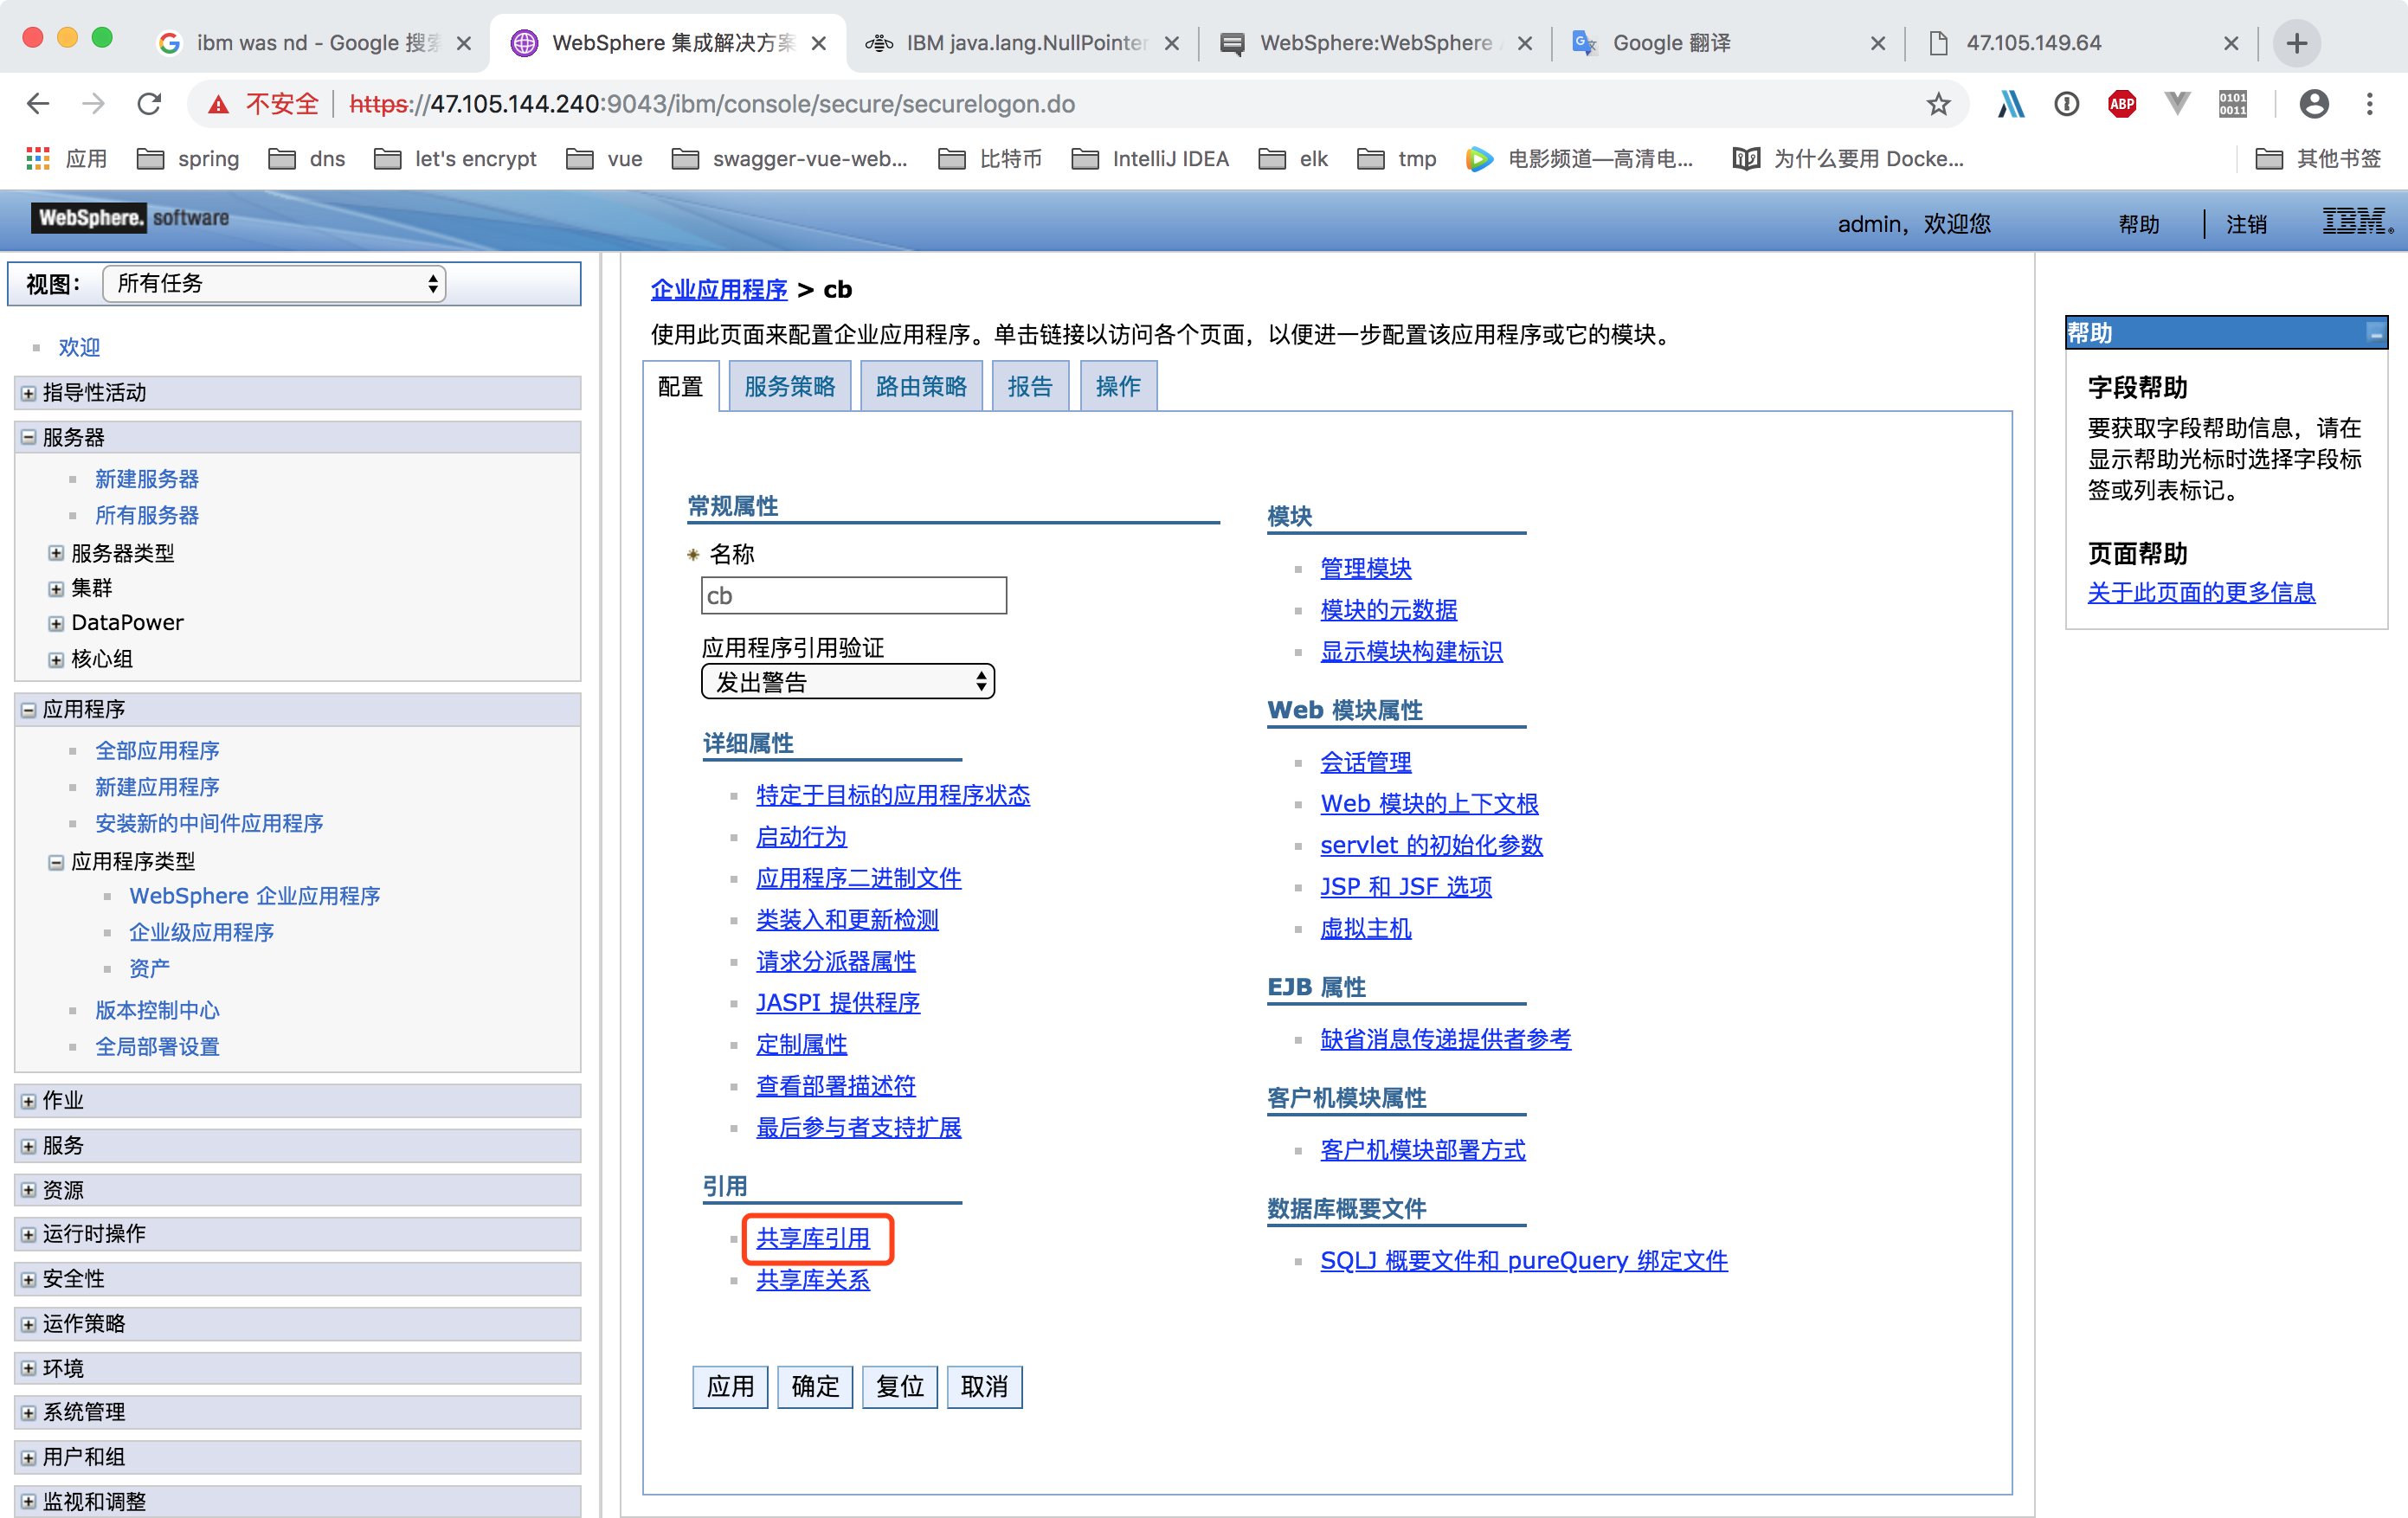 ibm was nd - Google 搜索
WebSphere 集成解决方案
IBM java.lang.NullPointer
WebSphere:WebSphere
Google 翻译
47.105.149.64
不安全 https://47.105.144.240:9043/ibm/console/secure/securelogon.do
ABP
0101
0011
应用
spring
dns
let's encrypt
vue
swagger-vue-web...
比特币
IntelliJ IDEA
elk
tmp
电影频道—高清电...
为什么要用 Docke...
其他书签
WebSphere. software
admin，欢迎您
帮助
注销
IBM
视图：
所有任务
欢迎
指导性活动
服务器
新建服务器
所有服务器
服务器类型
集群
DataPower
核心组
应用程序
全部应用程序
新建应用程序
安装新的中间件应用程序
应用程序类型
WebSphere 企业应用程序
企业级应用程序
资产
版本控制中心
全局部署设置
作业
服务
资源
运行时操作
安全性
运作策略
环境
系统管理
用户和组
监视和调整
企业应用程序 > cb
使用此页面来配置企业应用程序。单击链接以访问各个页面，以便进一步配置该应用程序或它的模块。
配置
服务策略
路由策略
报告
操作
常规属性
名称
cb
应用程序引用验证
发出警告
详细属性
特定于目标的应用程序状态
启动行为
应用程序二进制文件
类装入和更新检测
请求分派器属性
JASPI 提供程序
定制属性
查看部署描述符
最后参与者支持扩展
引用
共享库引用
共享库关系
应用
确定
复位
取消
模块
管理模块
模块的元数据
显示模块构建标识
Web 模块属性
会话管理
Web 模块的上下文根
servlet 的初始化参数
JSP 和 JSF 选项
虚拟主机
EJB 属性
缺省消息传递提供者参考
客户机模块属性
客户机模块部署方式
数据库概要文件
SQLJ 概要文件和 pureQuery 绑定文件
帮助
字段帮助
要获取字段帮助信息，请在
显示帮助光标时选择字段标
签或列表标记。
页面帮助
关于此页面的更多信息